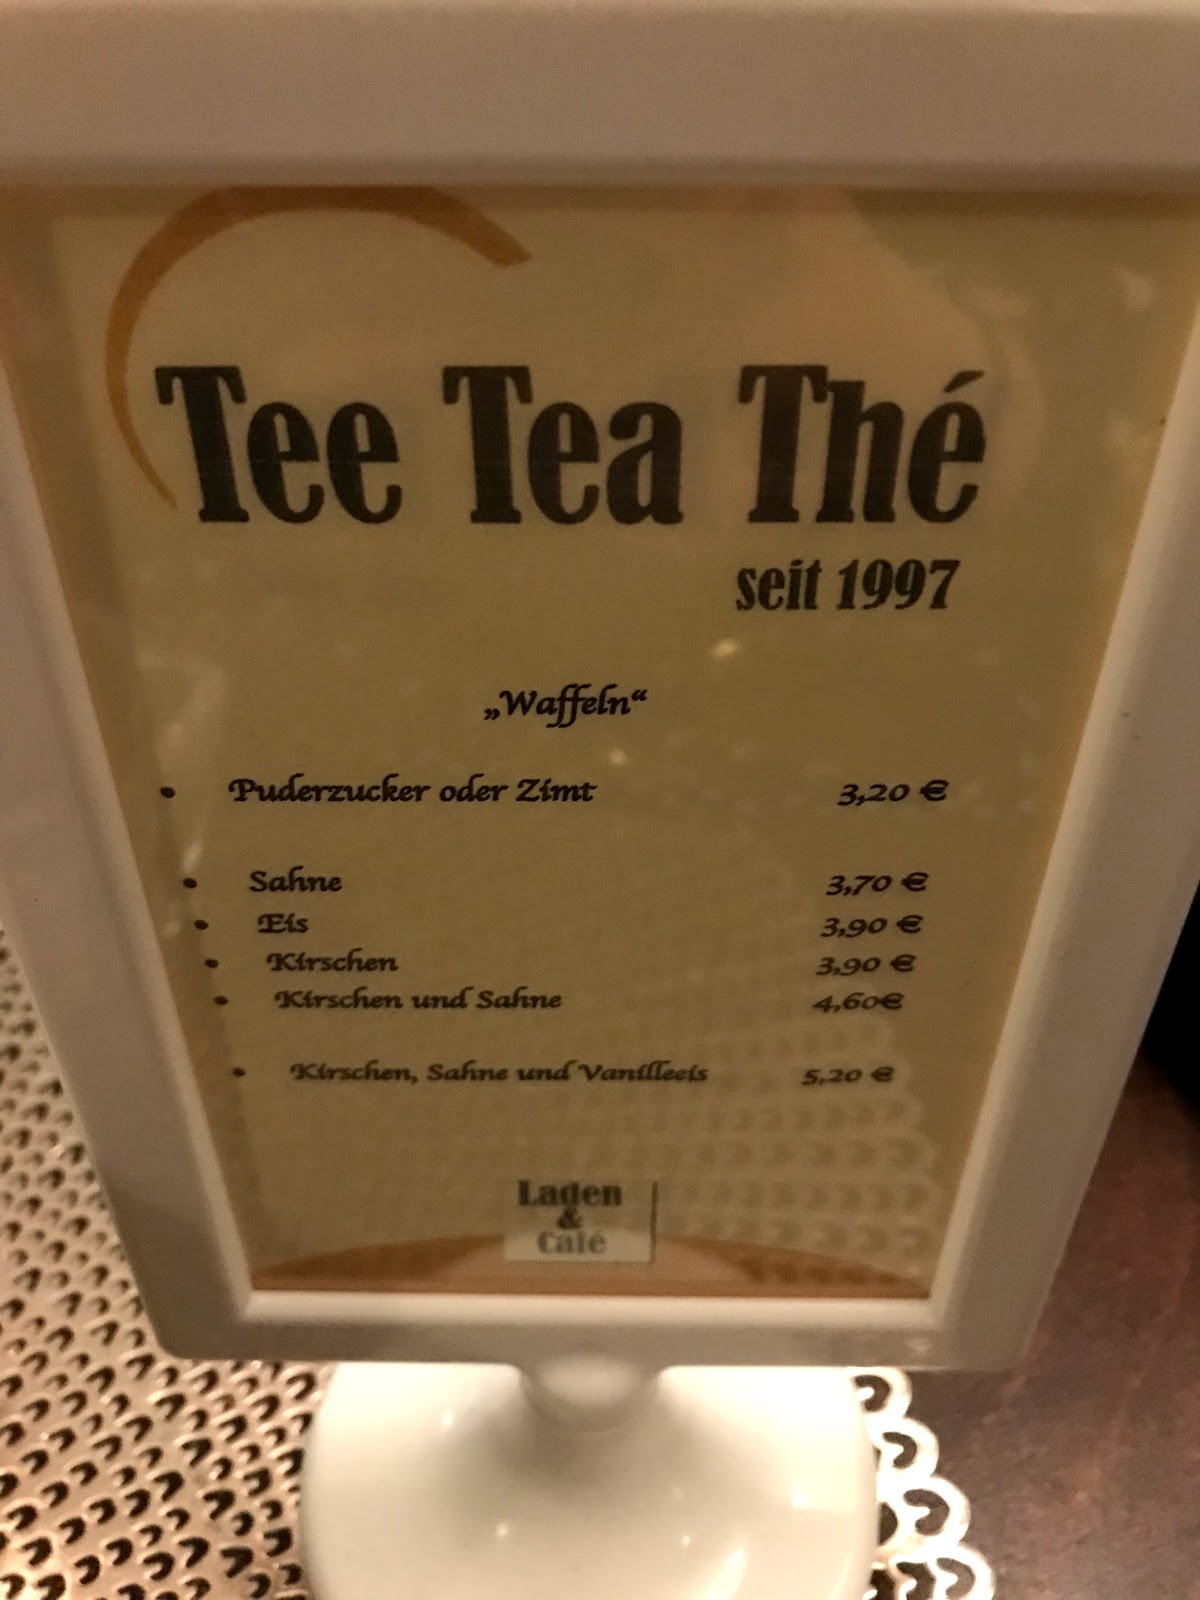 Tee Tea Thé
seit 1997
„Waffeln“
• Puderzucker oder Zimt 3,20 €
• Sahne 3,70 €
• Eis 3,90 €
• Kirschen 3,90 €
• Kirschen und Sahne 4,60€
• Kirschen, Sahne und Vanilleeis 5,20 €
Laden
&
Café